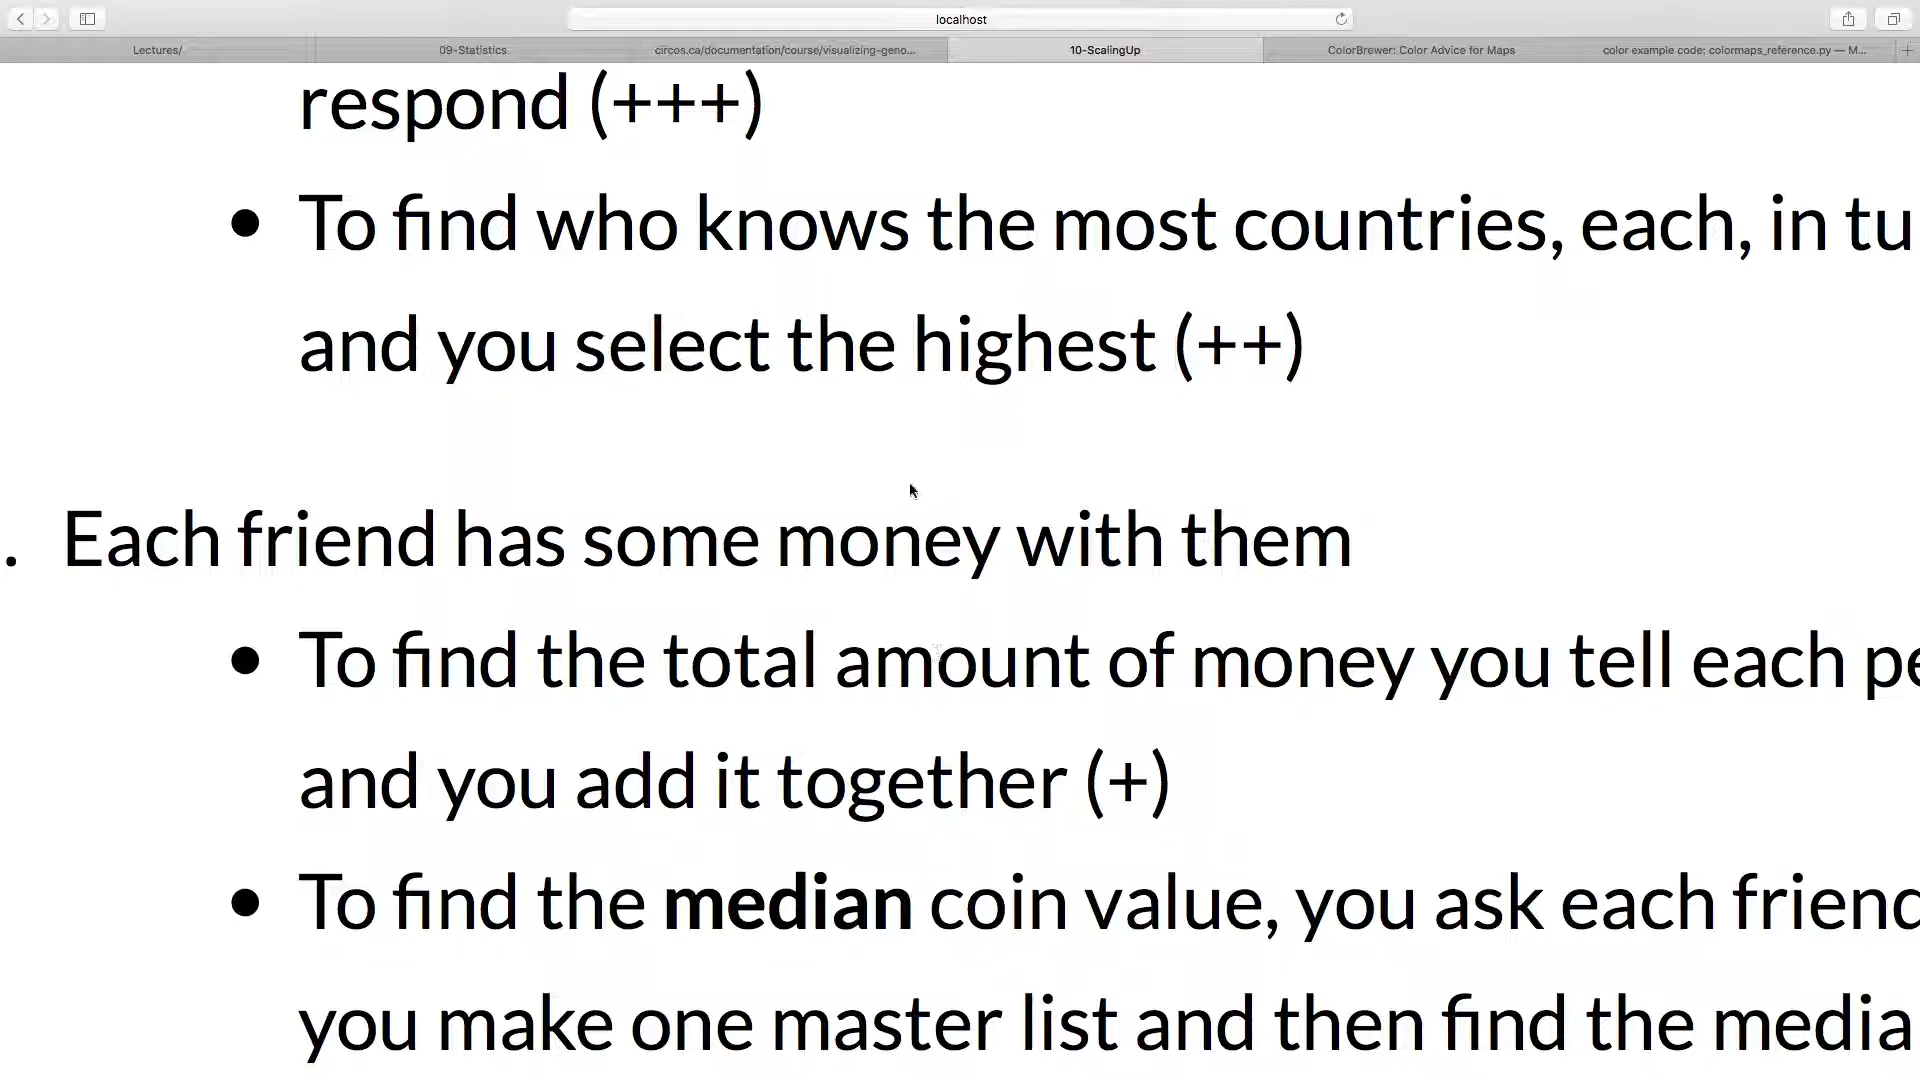 localhost
Lectures/
09-Statistics
circos.ca/documentation/course/visualizing-geno...
10-ScalingUp
ColorBrewer: Color Advice for Maps
color example code: colormaps_reference.py — M...
respond (+++)
• To find who knows the most countries, each, in tu
and you select the highest (++)
. Each friend has some money with them
• To find the total amount of money you tell each pe
and you add it together (+)
• To find the median coin value, you ask each friend
you make one master list and then find the media